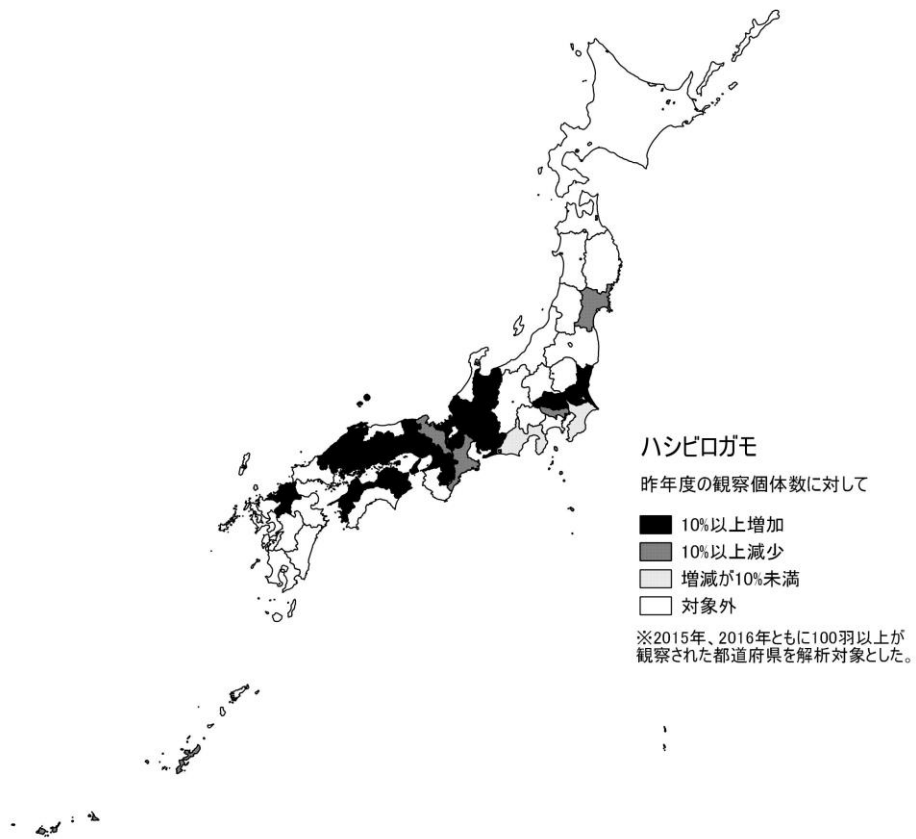 ハシビロガモ
昨年度の観察個体数に対して
10%以上増加
10%以上減少
増減が10%未満
対象外
※2015年、2016年ともに100羽以上が
観察された都道府県を解析対象とした。